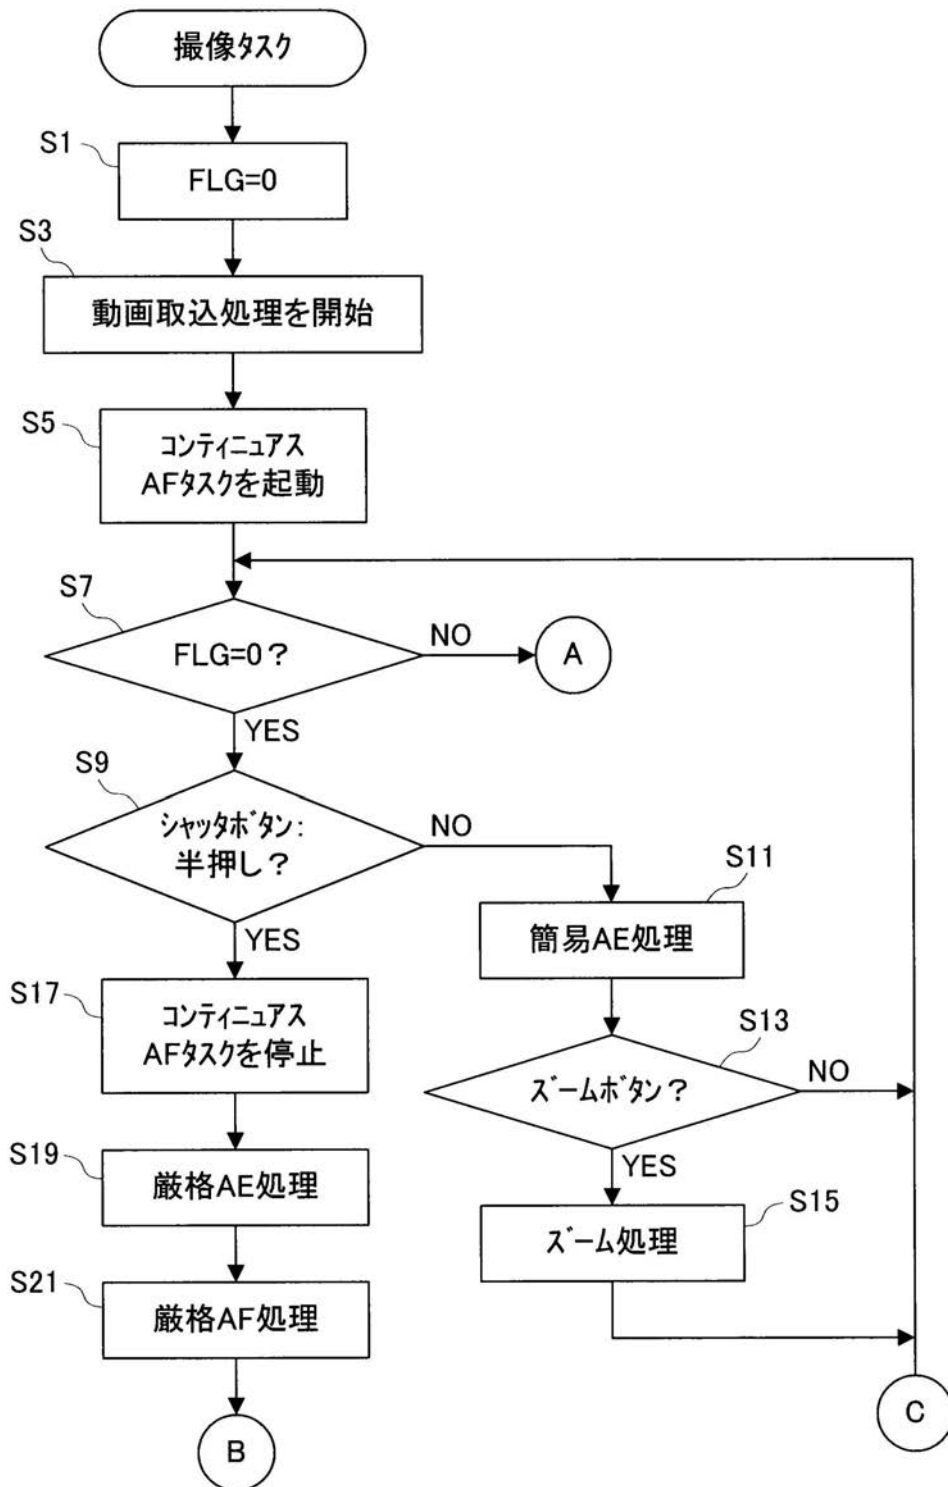 撮像タスク
S1
FLG=0
S3
動画取込処理を開始
S5
コンティニュアス
AFタスクを起動
S7
FLG=0?
NO
A
YES
S9
シャッタボタン:
半押し?
NO
YES
S11
簡易AE処理
S17
コンティニュアス
AFタスクを停止
S13
ズームボタン?
NO
YES
S19
厳格AE処理
S15
ズーム処理
S21
厳格AF処理
B
C